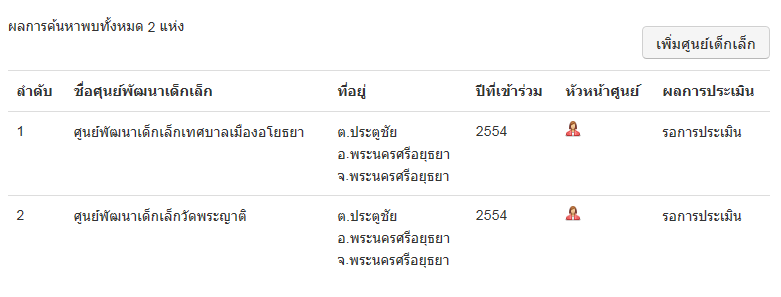 ผลการค้นหาพบทั้งหมด 2 แห่ง
เพิ่มศูนย์เด็กเล็ก
ลำดับ ชื่อศุนย์พัฒนาเด็กเล็ก ที่อยู่ ปีที่เข้าร่วม หัวหน้าศูนย์ ผลการประเมิน
1 ศูนย์พัฒนาเด็กเล็กเทศบาลเมืองอโยธยา ต.ประตูชัย 2554 รอการประเมิน
อ.พระนครศรีอยุธยา
จ.พระนครศรีอยุธยา
2 ศูนย์พัฒนาเด็กเล็กวัดพระญาติ ต.ประตูชัย 2554 รอการประเมิน
อ.พระนครศรีอยุธยา
จ.พระนครศรีอยุธยา